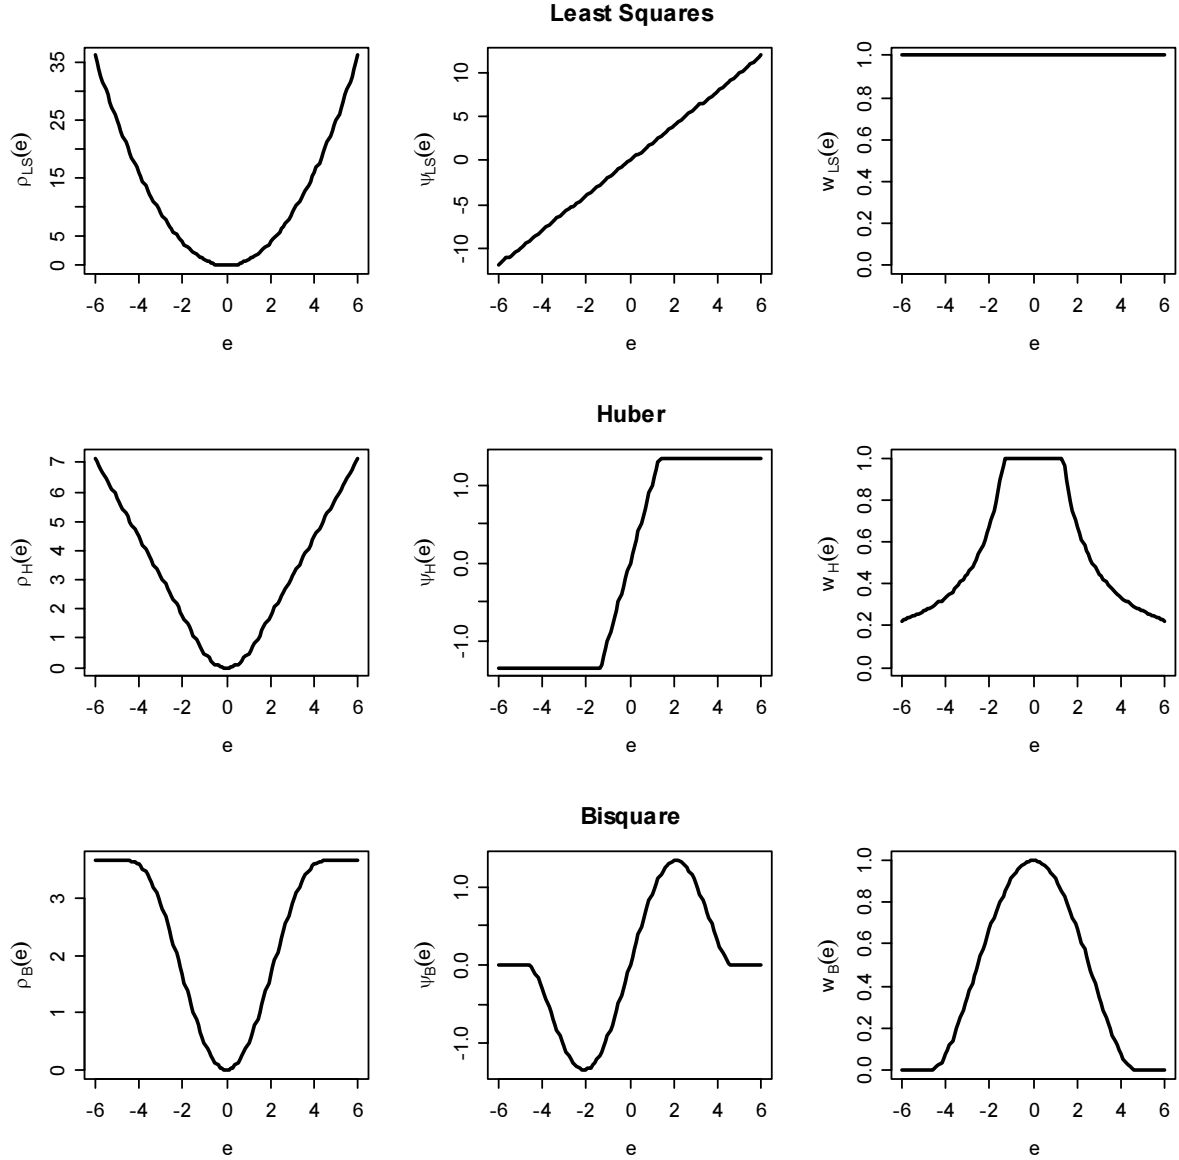 Least Squares
ρLS(e)
0 5 15 25 35
-6 -4 -2 0 2 4 6
e
ψLS(e)
-10 -5 0 5 10
-6 -4 -2 0 2 4 6
e
wLS(e)
0.0 0.2 0.4 0.6 0.8 1.0
-6 -4 -2 0 2 4 6
e
Huber
ρH(e)
0 1 2 3 4 5 6 7
-6 -4 -2 0 2 4 6
e
ψH(e)
-1.0 0.0 1.0
-6 -4 -2 0 2 4 6
e
wH(e)
0.0 0.2 0.4 0.6 0.8 1.0
-6 -4 -2 0 2 4 6
e
Bisquare
ρB(e)
0 1 2 3
-6 -4 -2 0 2 4 6
e
ψB(e)
-1.0 0.0 1.0
-6 -4 -2 0 2 4 6
e
wB(e)
0.0 0.2 0.4 0.6 0.8 1.0
-6 -4 -2 0 2 4 6
e